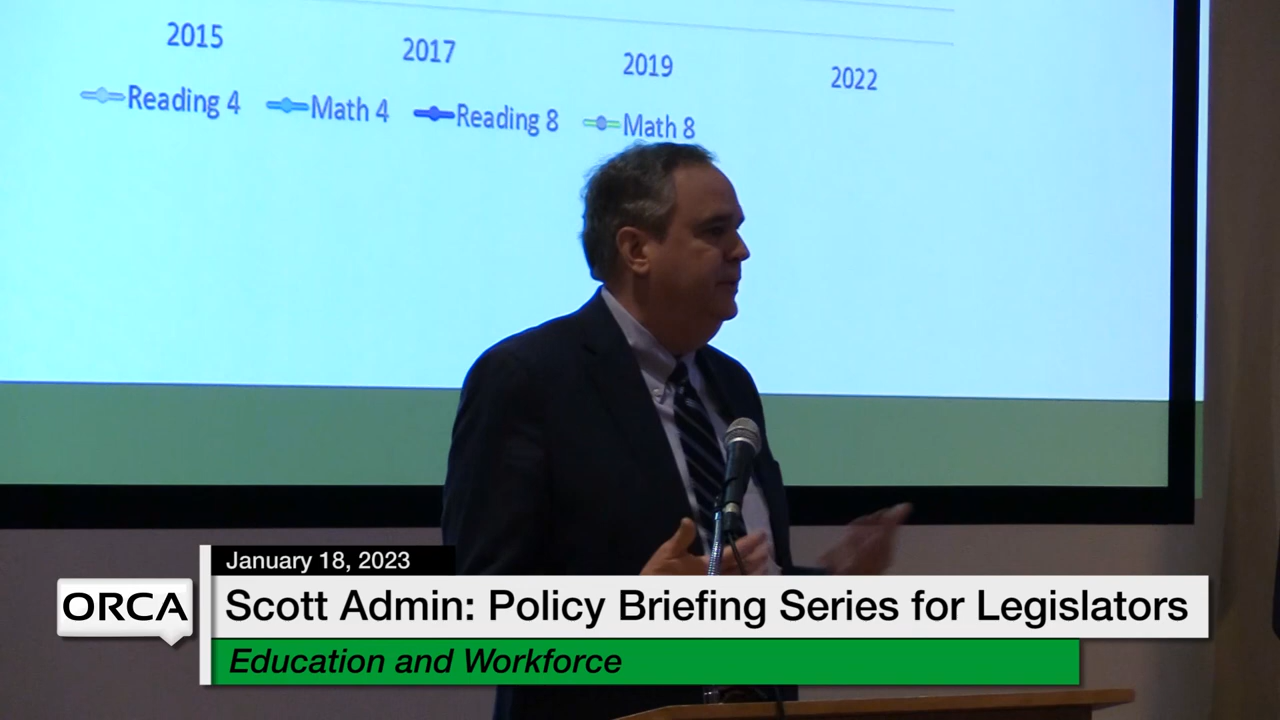 2015 2017 2019 2022
Reading 4 Math 4 Reading 8 Math 8
January 18, 2023
ORCA
Scott Admin: Policy Briefing Series for Legislators
Education and Workforce